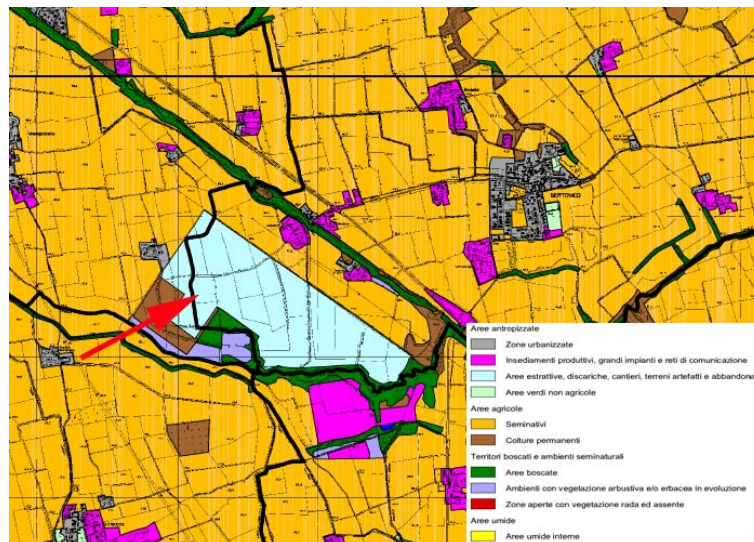 BERTONICO
Aree antropizzate
Zone urbanizzate
Insediamenti produttivi, grandi impianti e reti di comunicazione
Aree estrattive, discariche, cantieri, terreni artefatti e abbandona
Aree verdi non agricole
Aree agricole
Seminativi
Colture permanenti
Territori boscati e ambienti seminaturali
Aree boscate
Ambienti con vegetazione arbustiva e/o erbacea in evoluzione
Zone aperte con vegetazione rada ed assente
Aree umide
Aree umide interne